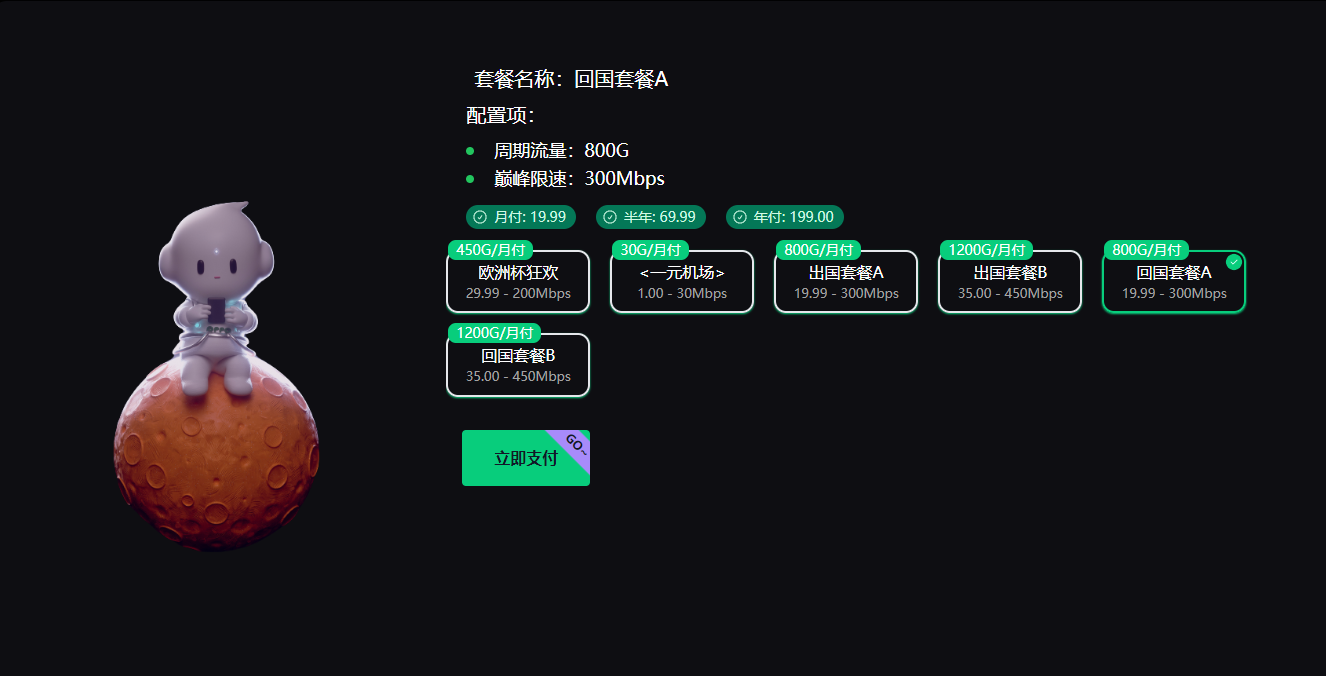 套餐名称：回国套餐A
配置项：
周期流量：800G
巅峰限速：300Mbps
月付: 19.99 半年: 69.99 年付: 199.00
450G/月付 30G/月付 800G/月付 1200G/月付 800G/月付
欧洲杯狂欢 <一元机场> 出国套餐A 出国套餐B 回国套餐A
29.99 - 200Mbps 1.00 - 30Mbps 19.99 - 300Mbps 35.00 - 450Mbps 19.99 - 300Mbps
1200G/月付
回国套餐B
35.00 - 450Mbps
立即支付 GO~